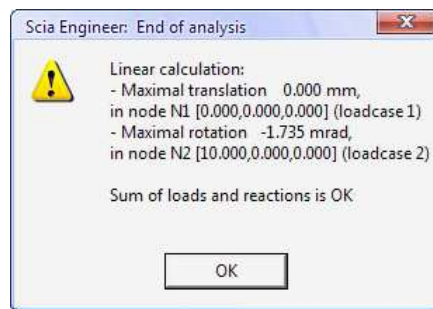 Scia Engineer: End of analysis
Linear calculation:
- Maximal translation 0.000 mm,
in node N1 [0.000,0.000,0.000] (loadcase 1)
- Maximal rotation -1.735 mrad,
in node N2 [10.000,0.000,0.000] (loadcase 2)
Sum of loads and reactions is OK
OK